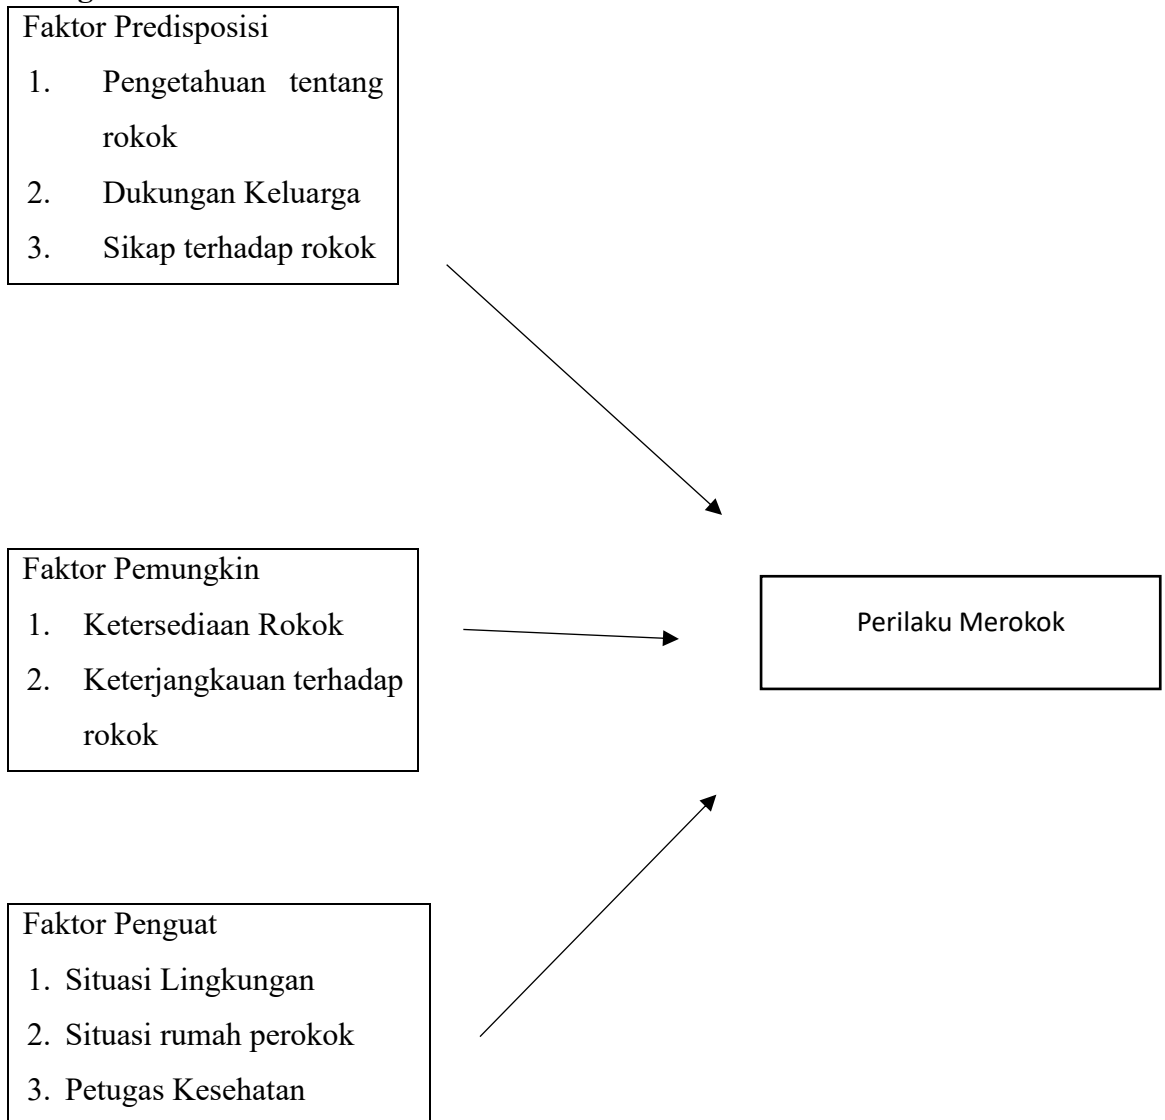 Faktor Predisposisi
1. Pengetahuan tentang
rokok
2. Dukungan Keluarga
3. Sikap terhadap rokok
Faktor Pemungkin
1. Ketersediaan Rokok
2. Keterjangkauan terhadap
rokok
Perilaku Merokok
Faktor Penguat
1. Situasi Lingkungan
2. Situasi rumah perokok
3. Petugas Kesehatan